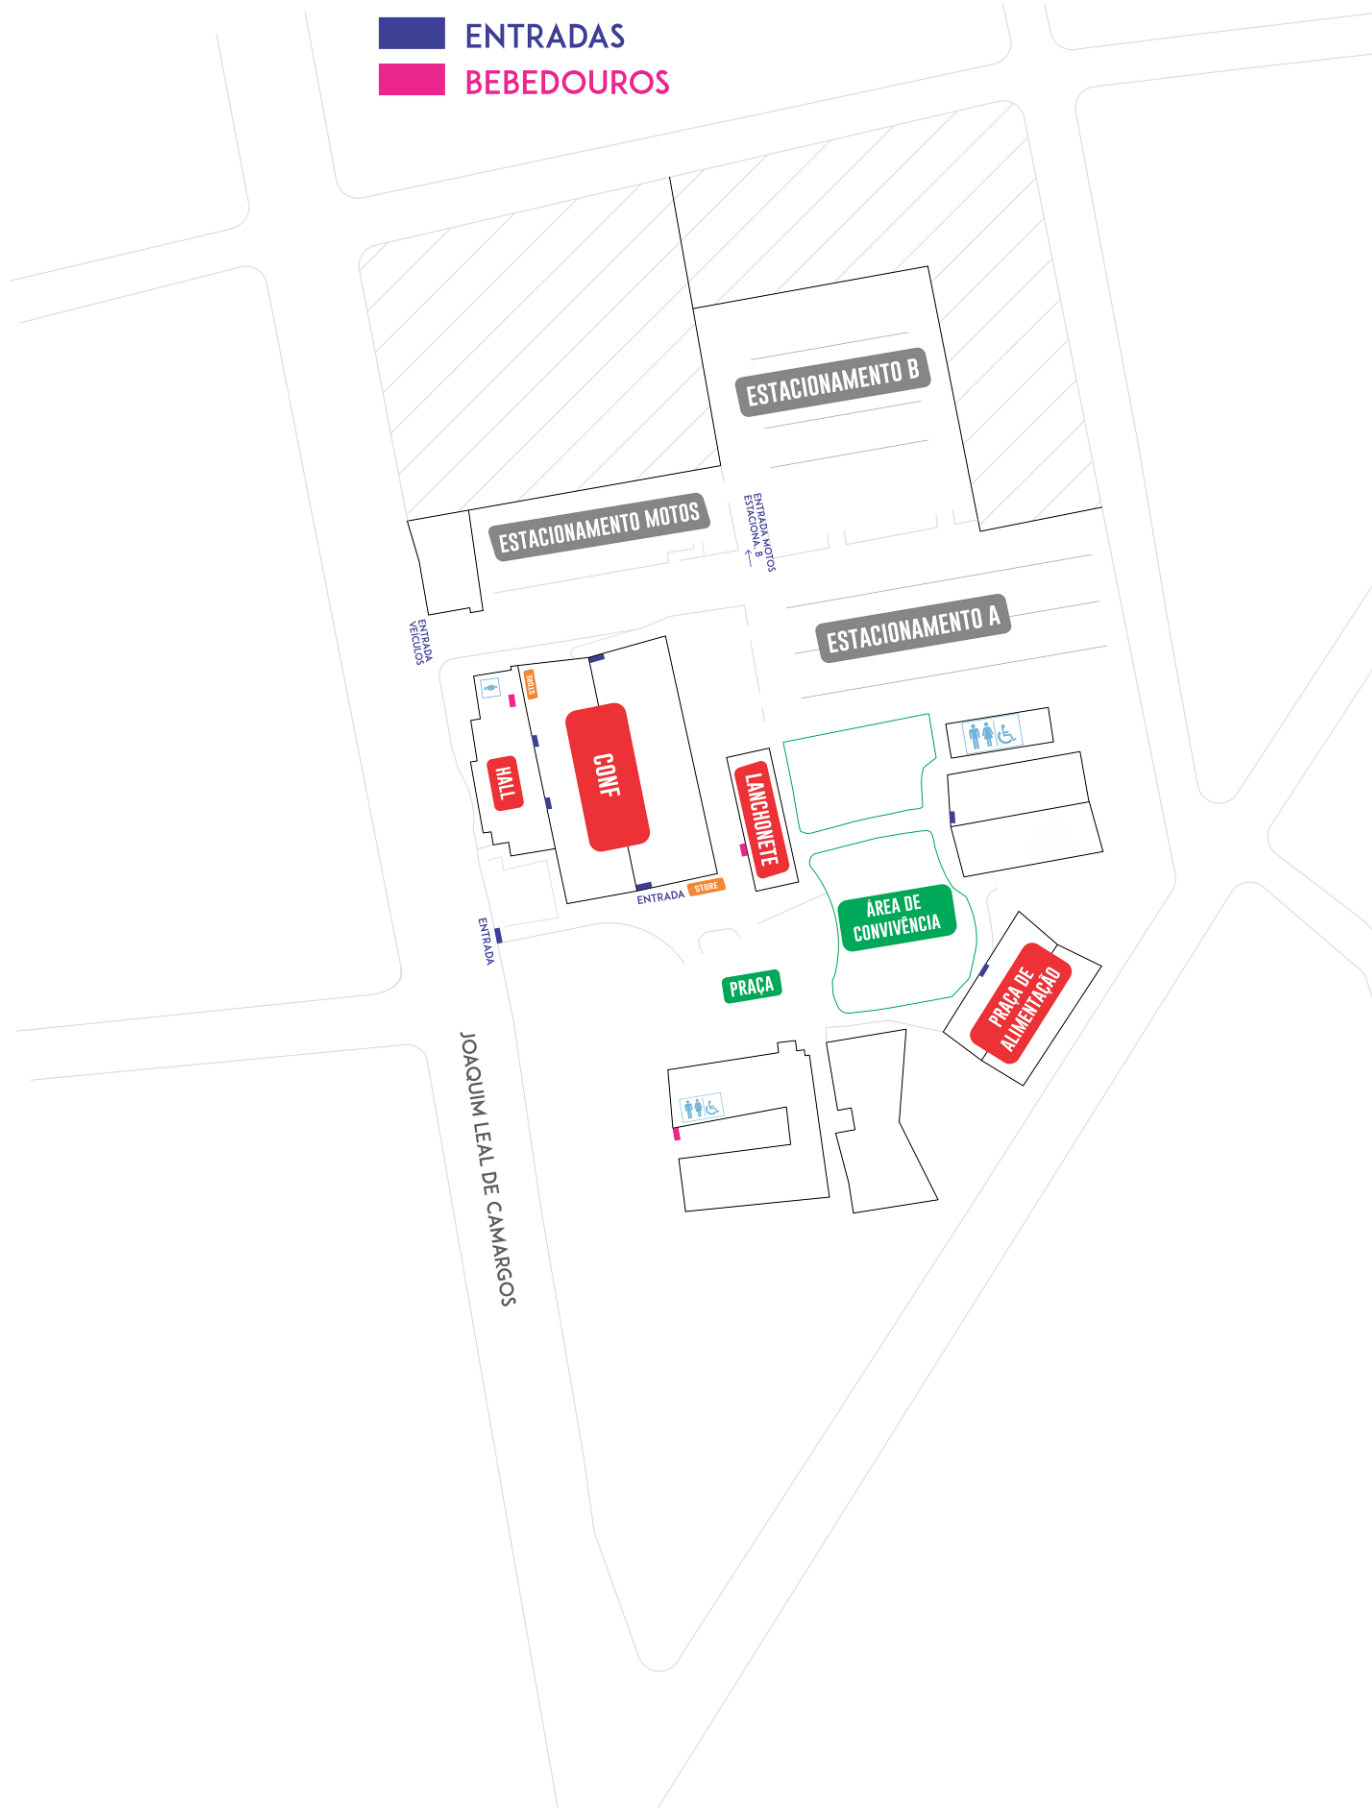 ENTRADAS
BEBEDOUROS
ESTACIONAMENTO B
ESTACIONAMENTO MOTOS
ENTRADA MOTOS
ESTACIONA. B
ESTACIONAMENTO A
ENTRADA
VEÍCULOS
STORE
CONF
HALL
LANCHONETE
ENTRADA
STORE
ÁREA DE
CONVIVÊNCIA
ENTRADA
PRAÇA
PRAÇA DE
ALIMENTAÇÃO
JOAQUIM LEAL DE CAMARGOS